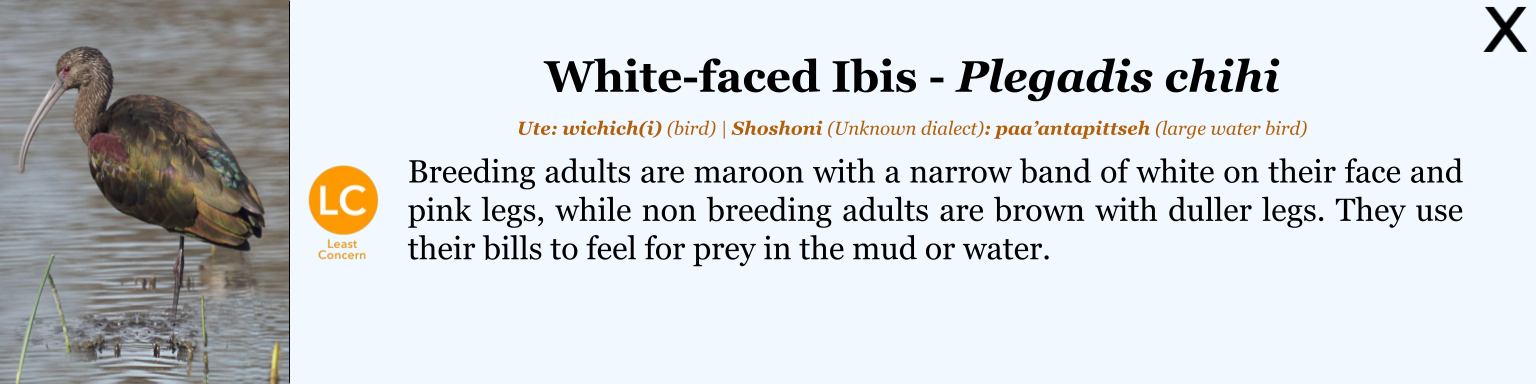 X
White-faced Ibis - Plegadis chihi
Ute: wichich(i) (bird) | Shoshoni (Unknown dialect): paa’antapittseh (large water bird)
LC
Least
Concern
Breeding adults are maroon with a narrow band of white on their face and
pink legs, while non breeding adults are brown with duller legs. They use
their bills to feel for prey in the mud or water.